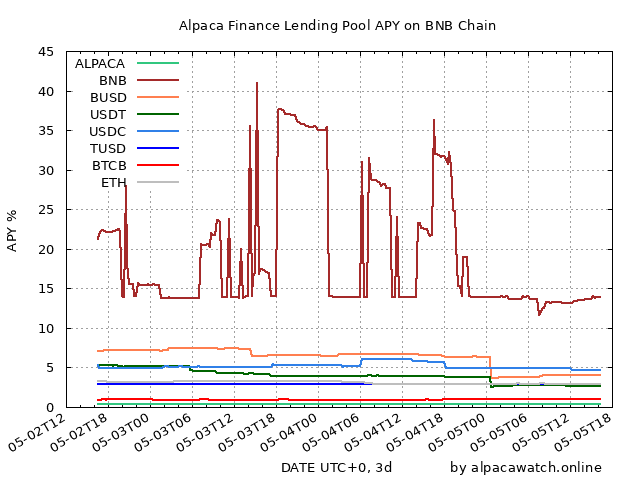 Alpaca Finance Lending Pool APY on BNB Chain
45
40
35
30
25
20
15
10
5
0
APY %
ALPACA
BNB
BUSD
USDT
USDC
TUSD
BTCB
ETH
05-02T12
05-02T18
05-03T00
05-03T06
05-03T12
05-03T18
05-04T00
05-04T06
05-04T12
05-04T18
05-05T00
05-05T06
05-05T12
05-05T18
DATE UTC+0, 3d
by alpacawatch.online